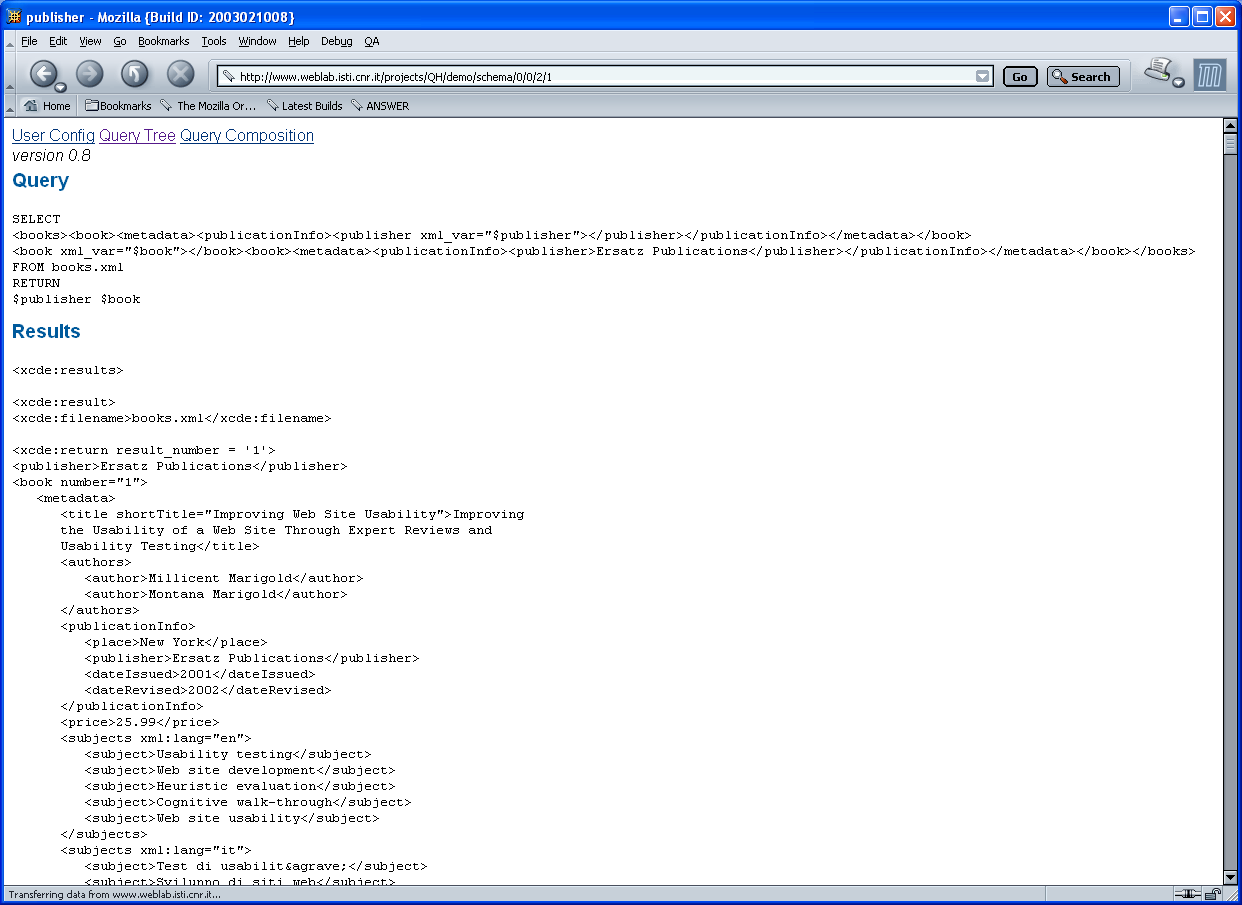 publisher - Mozilla {Build ID: 2003021008}
File Edit View Go Bookmarks Tools Window Help Debug QA
http://www.weblab.isti.cnr.it/projects/QH/demo/schema/0/0/2/1 Go Search
Home Bookmarks The Mozilla Or... Latest Builds ANSWER
User Config Query Tree Query Composition
version 0.8
Query
SELECT
<books><book><metadata><publicationInfo><publisher xml_var="$publisher"></publisher></publicationInfo></metadata></book>
<book xml_var="$book"></book><book><metadata><publicationInfo><publisher>Ersatz Publications</publisher></publicationInfo></metadata></book></books>
FROM books.xml
RETURN
$publisher $book
Results
<xcde:results>
<xcde:result>
<xcde:filename>books.xml</xcde:filename>
<xcde:return result_number = '1'>
<publisher>Ersatz Publications</publisher>
<book number="1">
<metadata>
<title shortTitle="Improving Web Site Usability">Improving
the Usability of a Web Site Through Expert Reviews and
Usability Testing</title>
<authors>
<author>Millicent Marigold</author>
<author>Montana Marigold</author>
</authors>
<publicationInfo>
<place>New York</place>
<publisher>Ersatz Publications</publisher>
<dateIssued>2001</dateIssued>
<dateRevised>2002</dateRevised>
</publicationInfo>
<price>25.99</price>
<subjects xml:lang="en">
<subject>Usability testing</subject>
<subject>Web site development</subject>
<subject>Heuristic evaluation</subject>
<subject>Cognitive walk-through</subject>
<subject>Web site usability</subject>
</subjects>
<subjects xml:lang="it">
<subject>Test di usabilit&agrave;</subject>
<subject>Sviluppo di siti web</subject>
Transferring data from www.weblab.isti.cnr.it...